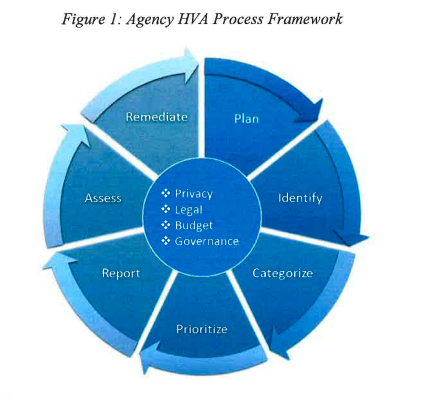 Figure 1: Agency HVA Process Framework
Remediate
Plan
Assess
Identify
❖ Privacy
❖ Legal
❖ Budget
❖ Governance
Report
Categorize
Prioritize